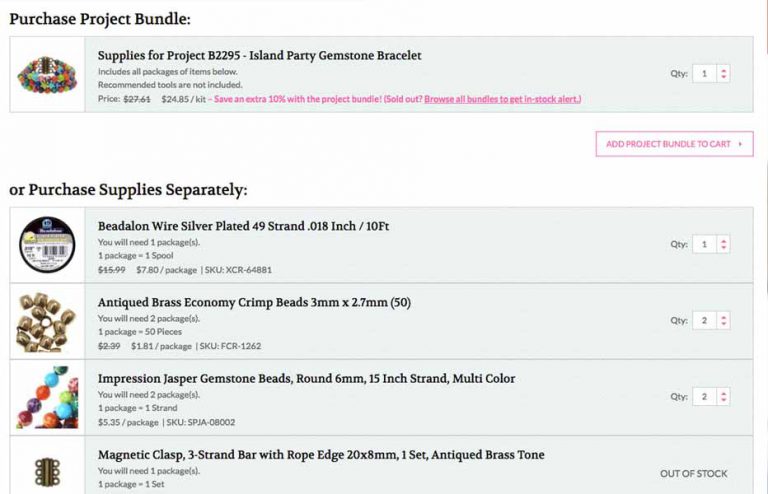 Purchase Project Bundle:
Supplies for Project B2295 - Island Party Gemstone Bracelet
Includes all packages of items below.
Recommended tools are not included.
Price: $27.61 $24.85 / kit – Save an extra 10% with the project bundle! (Sold out? Browse all bundles to get in-stock alert.)
Qty: 1
ADD PROJECT BUNDLE TO CART
or Purchase Supplies Separately:
Beadalon Wire Silver Plated 49 Strand .018 Inch / 10Ft
You will need 1 package(s).
1 package = 1 Spool
$15.99 $7.80 / package | SKU: XCR-64881
Qty: 1
Antiqued Brass Economy Crimp Beads 3mm x 2.7mm (50)
You will need 2 package(s).
1 package = 50 Pieces
$2.39 $1.81 / package | SKU: FCR-1262
Qty: 2
Impression Jasper Gemstone Beads, Round 6mm, 15 Inch Strand, Multi Color
You will need 2 package(s).
1 package = 1 Strand
$5.35 / package | SKU: SPJA-08002
Qty: 2
Magnetic Clasp, 3-Strand Bar with Rope Edge 20x8mm, 1 Set, Antiqued Brass Tone
You will need 1 package(s).
1 package = 1 Set
OUT OF STOCK